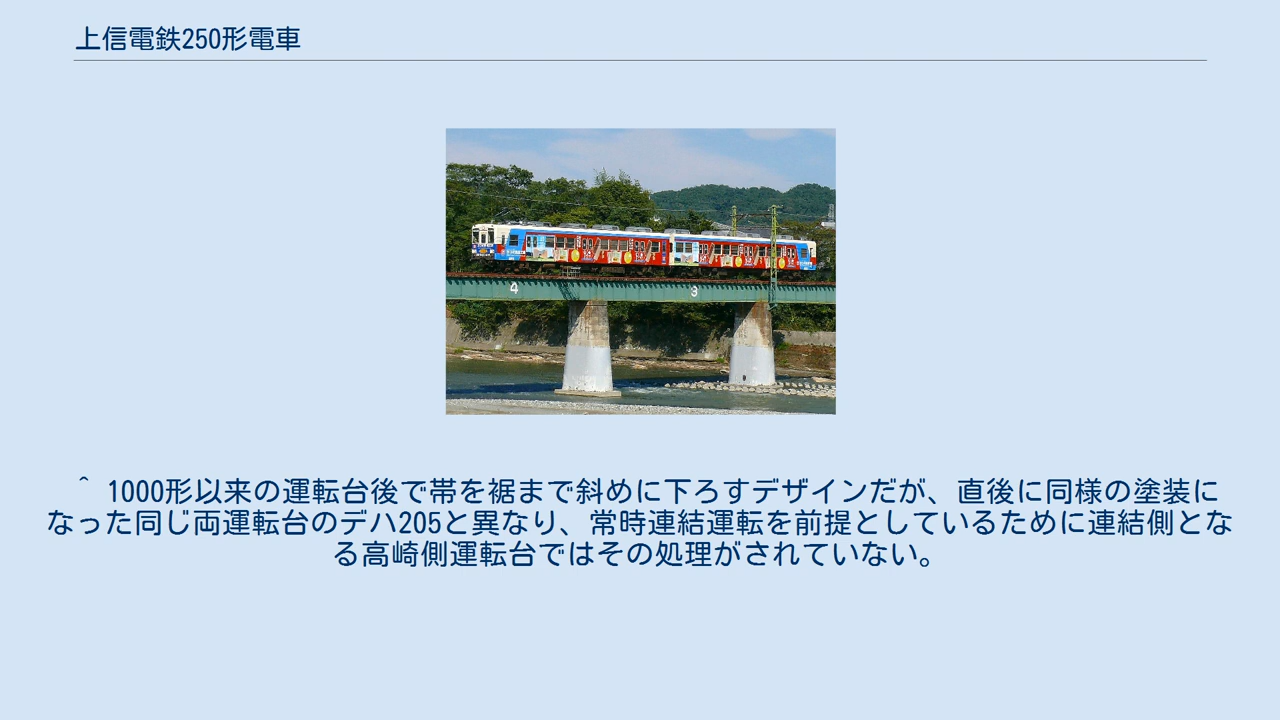 上信電鉄250形電車
4
3
^ 1000形以来の運転台後で帯を裾まで斜めに下ろすデザインだが、直後に同様の塗装に
なった同じ両運転台のデハ205と異なり、常時連結運転を前提としているために連結側とな
る高崎側運転台ではその処理がされていない。